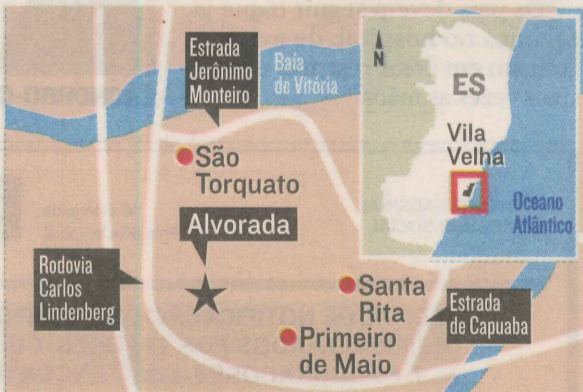 Estrada
Jerônimo
Monteiro
Baía
de Vitória
N
ES
Vila
Velha
Oceano
Atlântico
São
Torquato
Alvorada
Rodovia
Carlos
Lindenberg
Santa
Rita
Primeiro
de Maio
Estrada
de Capuaba